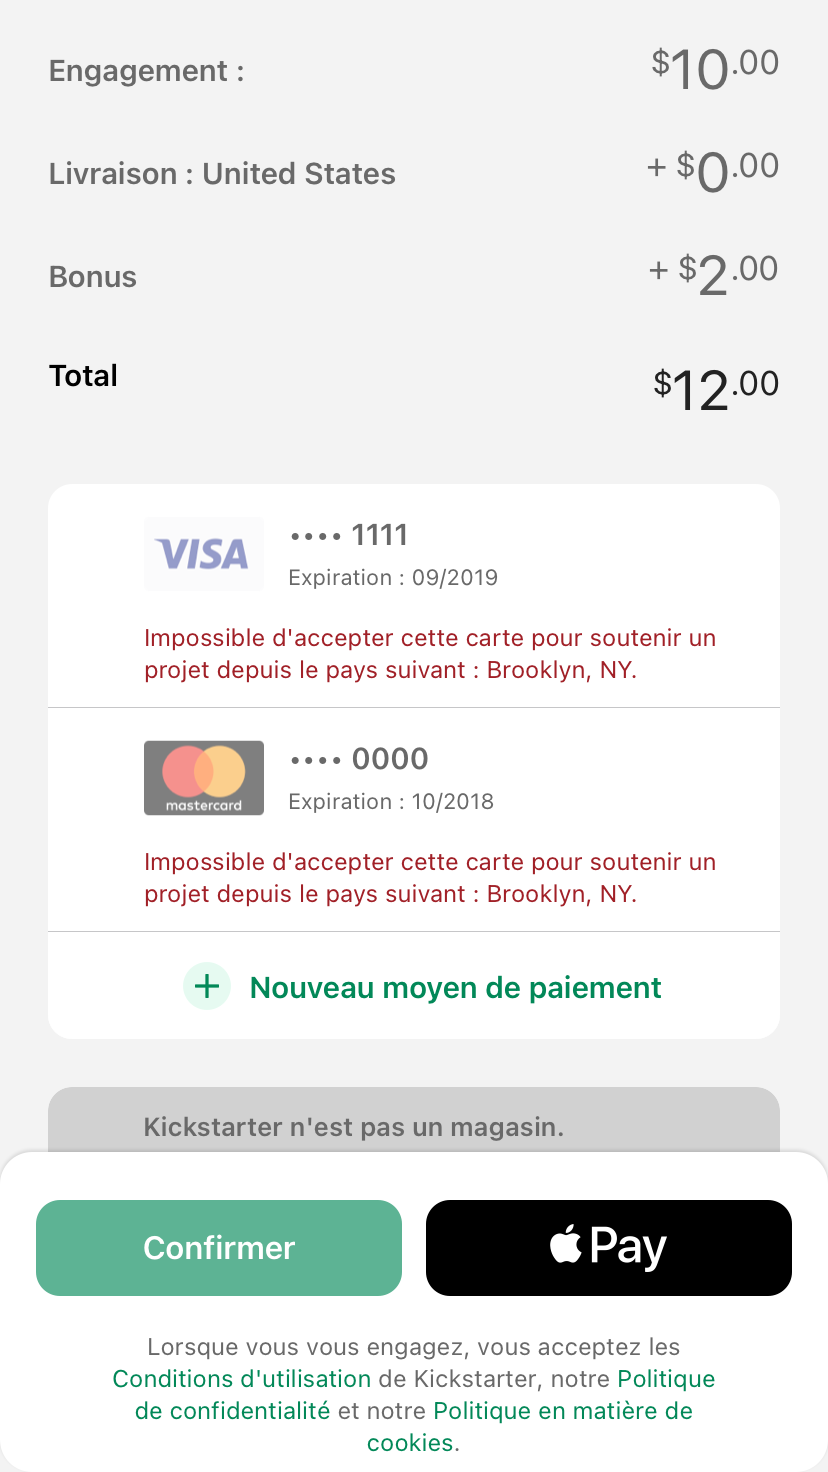 Engagement : $10.00
Livraison : United States + $0.00
Bonus + $2.00
Total $12.00
VISA •••• 1111
Expiration : 09/2019
Impossible d'accepter cette carte pour soutenir un
projet depuis le pays suivant : Brooklyn, NY.
•••• 0000
mastercard Expiration : 10/2018
Impossible d'accepter cette carte pour soutenir un
projet depuis le pays suivant : Brooklyn, NY.
+ Nouveau moyen de paiement
Kickstarter n'est pas un magasin.
Confirmer Pay
Lorsque vous vous engagez, vous acceptez les
Conditions d'utilisation de Kickstarter, notre Politique
de confidentialité et notre Politique en matière de
cookies.